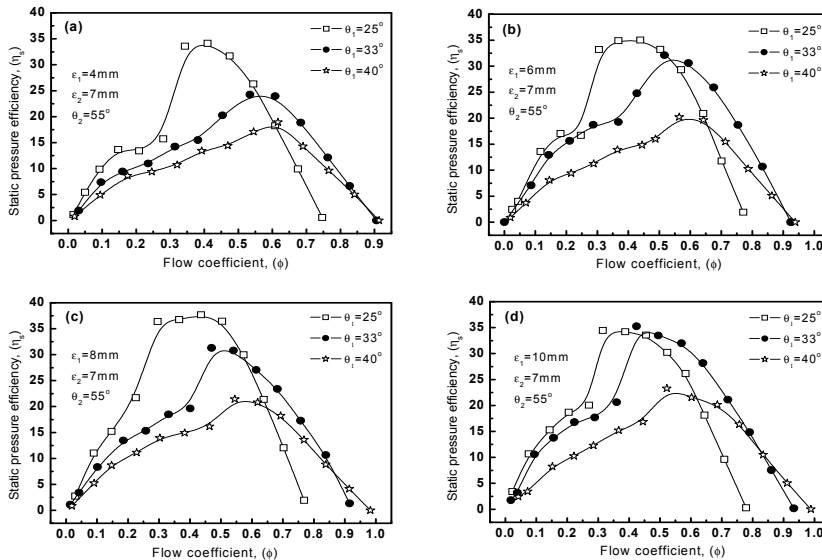 (a)
θ₁=25°
θ₁=33°
θ₁=40°
ε₁=4mm
ε₂=7mm
θ₂=55°
Static pressure efficiency, (ηₛ)
40
35
30
25
20
15
10
5
0
0.0 0.1 0.2 0.3 0.4 0.5 0.6 0.7 0.8 0.9
Flow coefficient, (ϕ)
(b)
θ₁=25°
θ₁=33°
θ₁=40°
ε₁=6mm
ε₂=7mm
θ₂=55°
Static pressure efficiency, (ηₛ)
40
35
30
25
20
15
10
5
0
0.0 0.1 0.2 0.3 0.4 0.5 0.6 0.7 0.8 0.9 1.0
Flow coefficient, (ϕ)
(c)
θ₁=25°
θ₁=33°
θ₁=40°
ε₁=8mm
ε₂=7mm
θ₂=55°
Static pressure efficiency, (ηₛ)
40
35
30
25
20
15
10
5
0
0.0 0.1 0.2 0.3 0.4 0.5 0.6 0.7 0.8 0.9 1.0
Flow coefficient, (ϕ)
(d)
θ₁=25°
θ₁=33°
θ₁=40°
ε₁=10mm
ε₂=7mm
θ₂=55°
Static pressure efficiency, (ηₛ)
40
35
30
25
20
15
10
5
0
0.0 0.1 0.2 0.3 0.4 0.5 0.6 0.7 0.8 0.9 1.0
Flow coefficient, (ϕ)